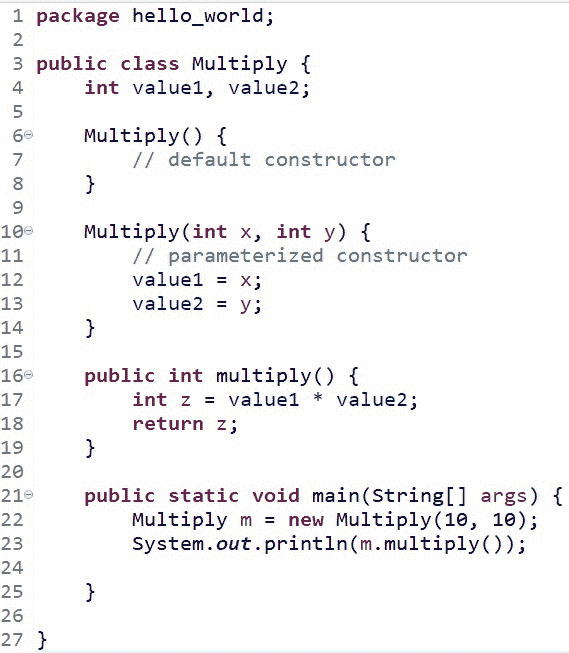 1 package hello_world;
2
3 public class Multiply {
4     int value1, value2;
5
6     Multiply() {
7         // default constructor
8     }
9
10     Multiply(int x, int y) {
11         // parameterized constructor
12         value1 = x;
13         value2 = y;
14     }
15
16     public int multiply() {
17         int z = value1 * value2;
18         return z;
19     }
20
21     public static void main(String[] args) {
22         Multiply m = new Multiply(10, 10);
23         System.out.println(m.multiply());
24
25     }
26
27 }